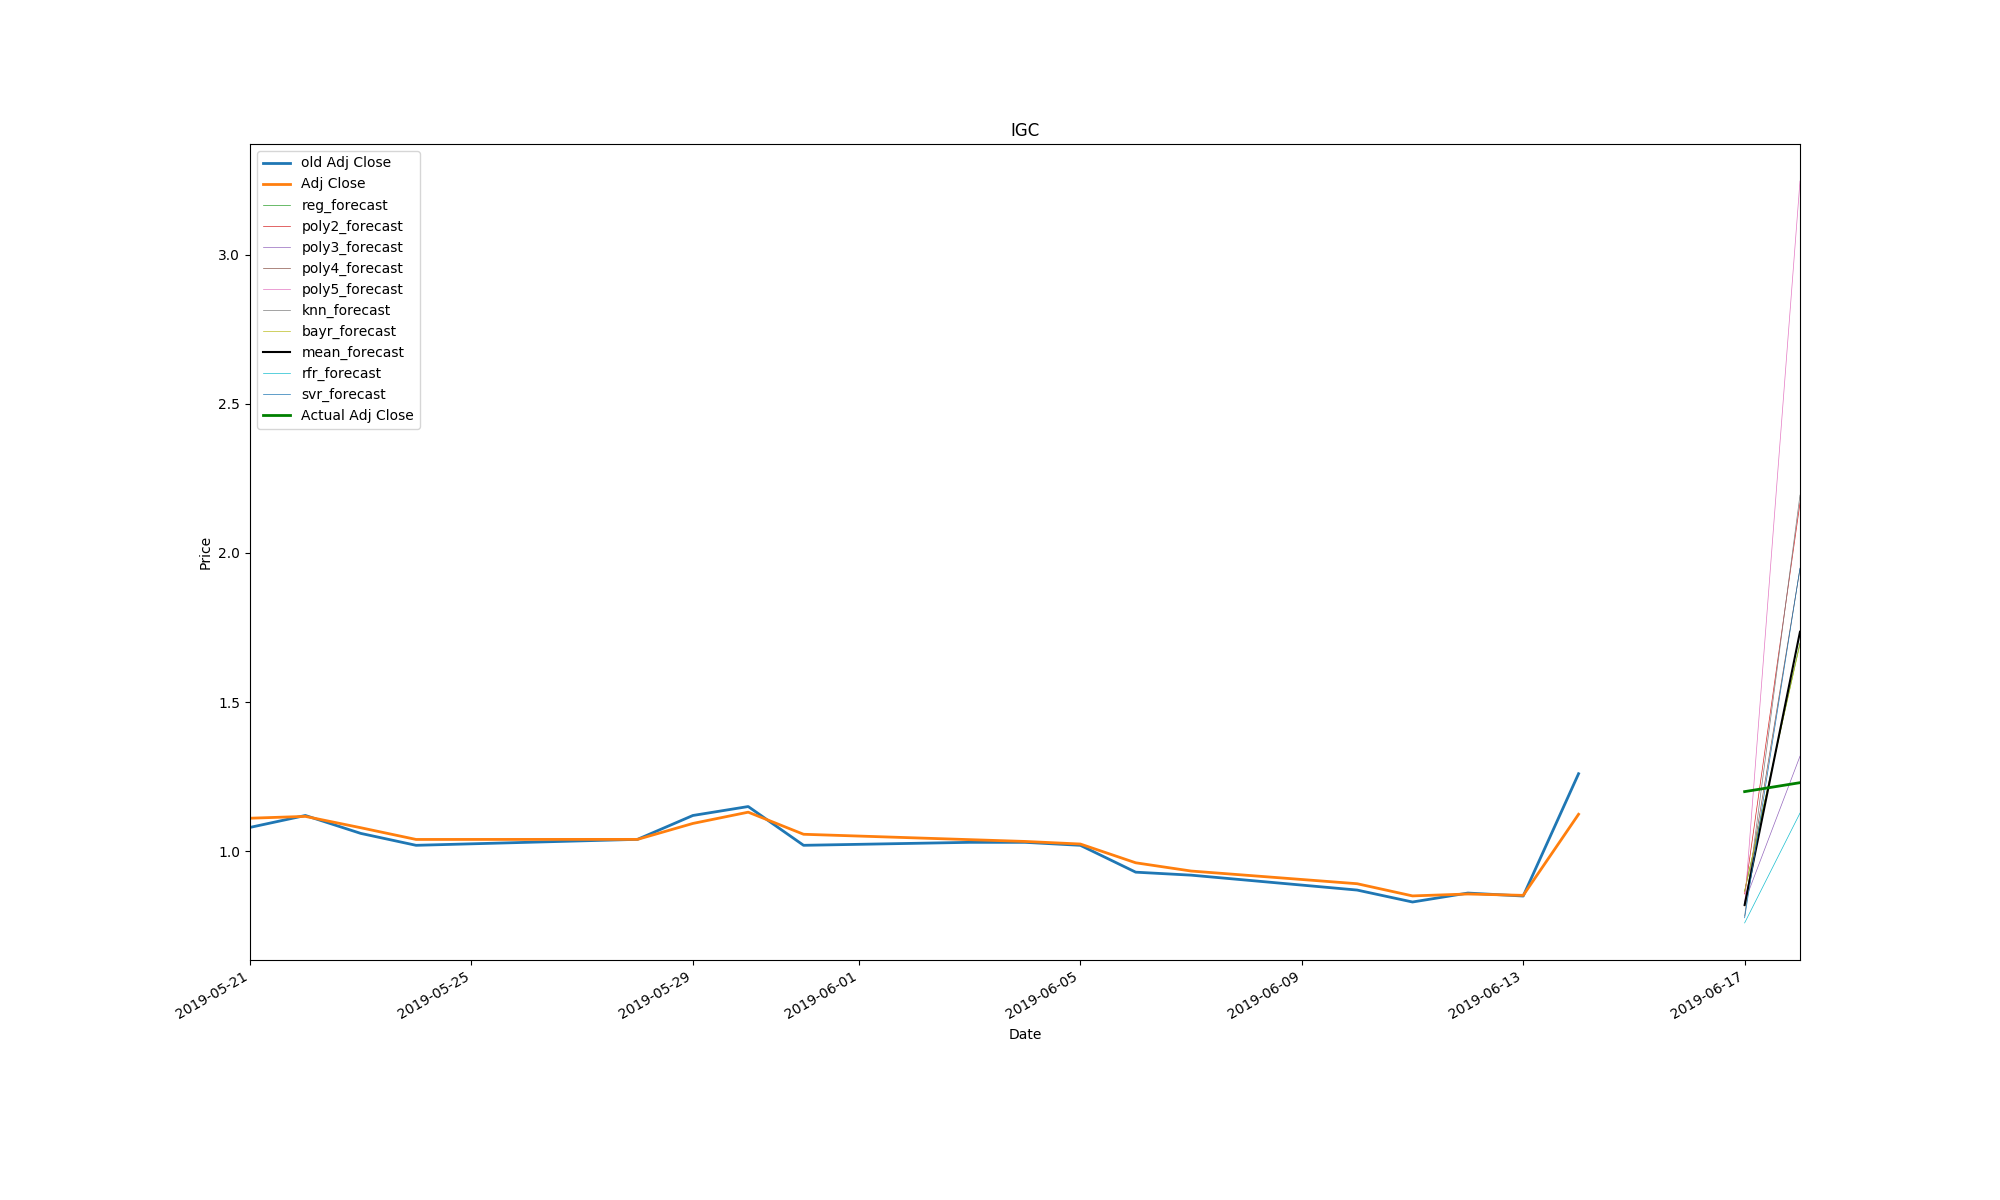 IGC
old Adj Close
Adj Close
reg_forecast
poly2_forecast
poly3_forecast
poly4_forecast
poly5_forecast
knn_forecast
bayr_forecast
mean_forecast
rfr_forecast
svr_forecast
Actual Adj Close
3.0
2.5
2.0
1.5
1.0
Price
2019-05-21
2019-05-25
2019-05-29
2019-06-01
2019-06-05
2019-06-09
2019-06-13
2019-06-17
Date